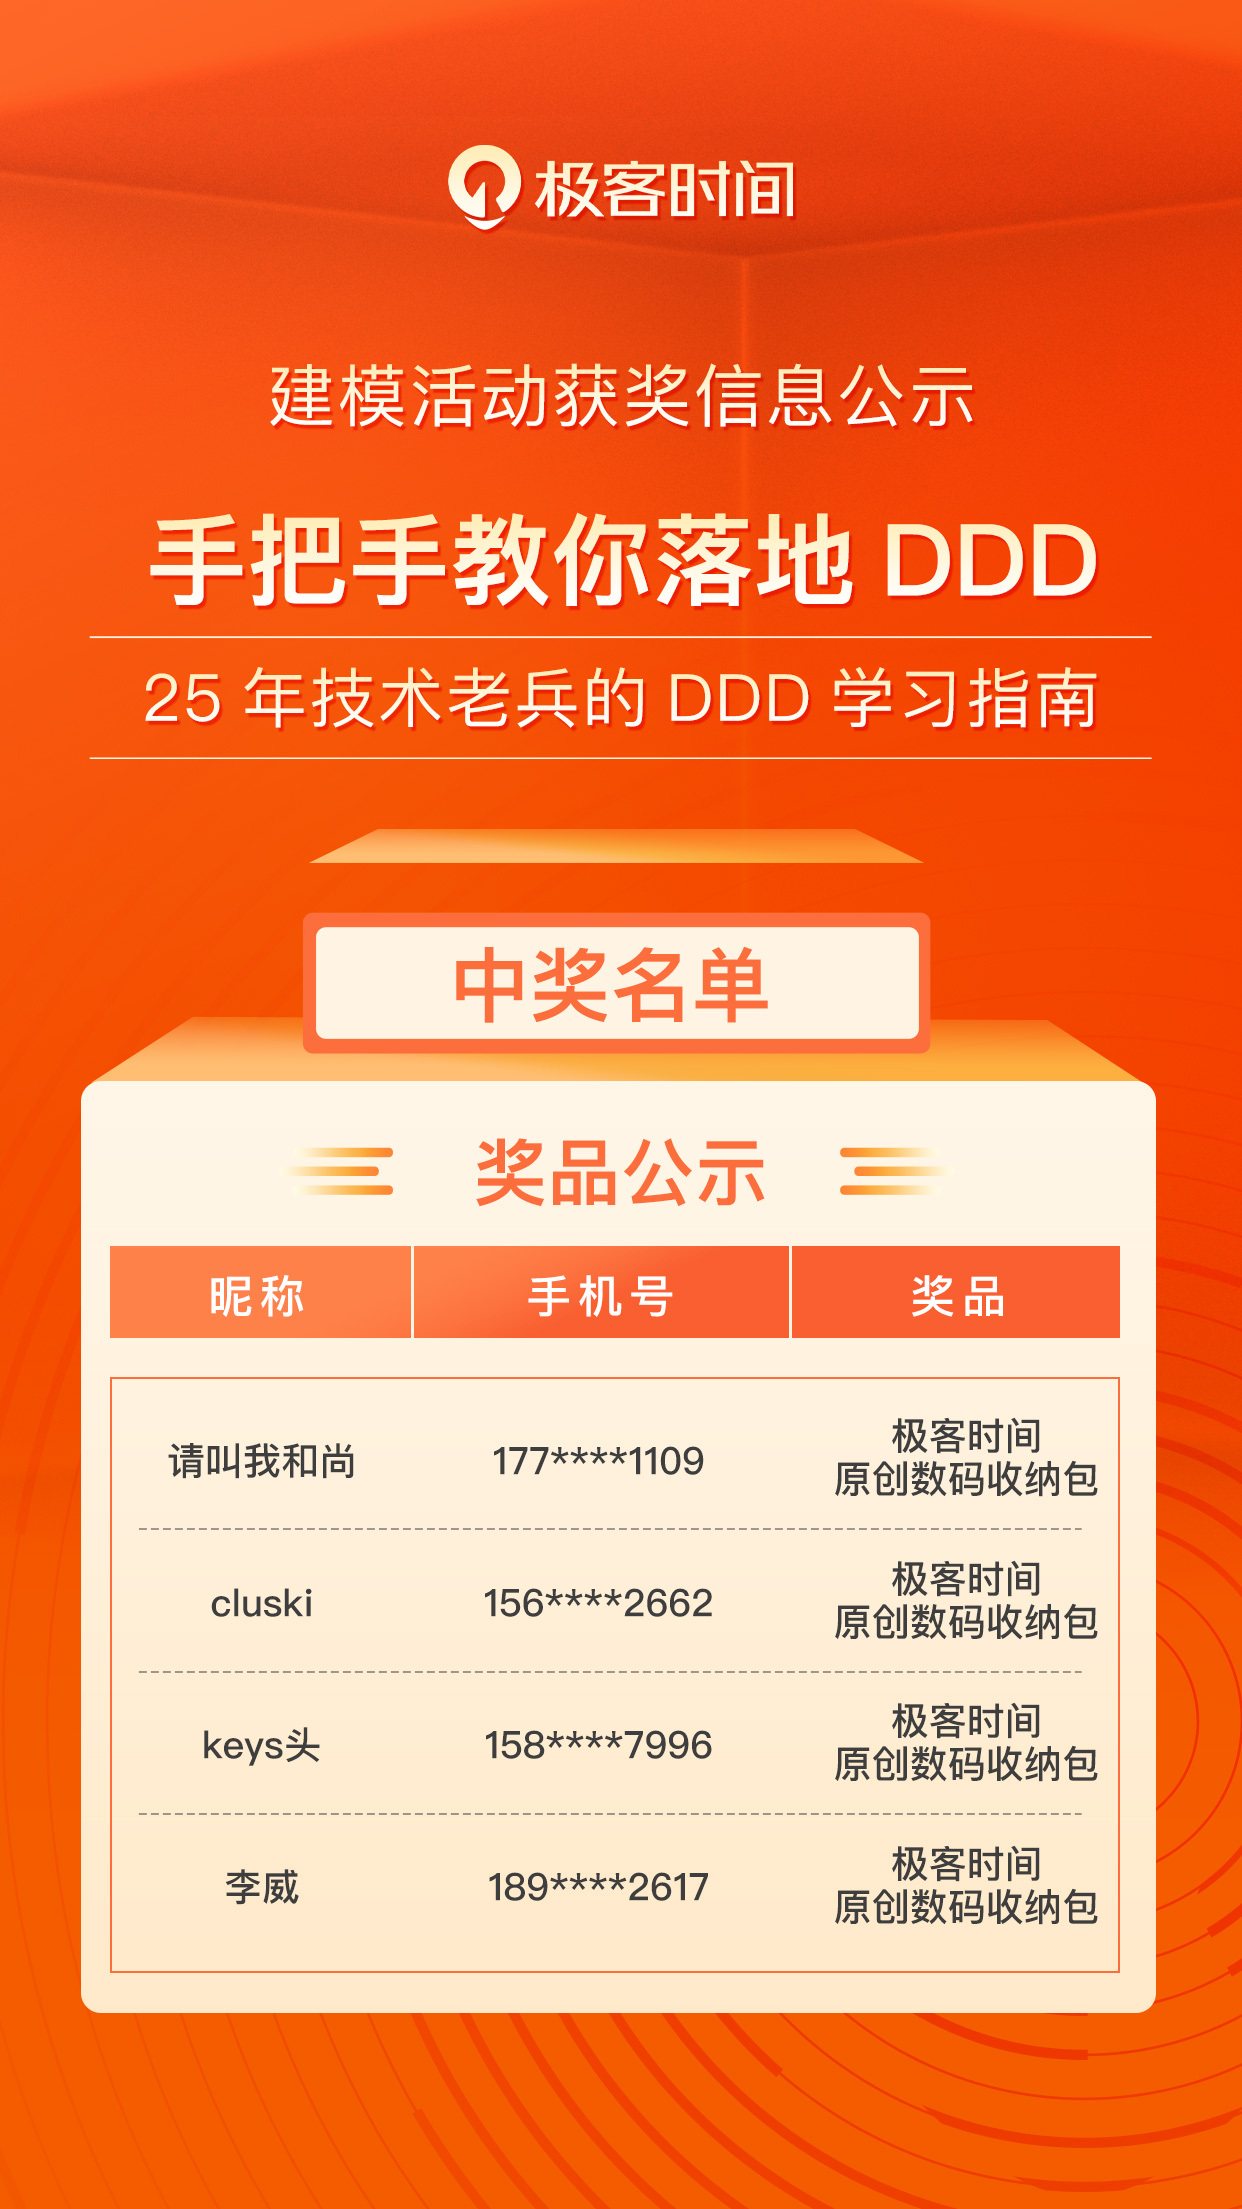 极客时间
建模活动获奖信息公示
手把手教你落地 DDD
25 年技术老兵的 DDD 学习指南
中奖名单
奖品公示
昵称 手机号 奖品
请叫我和尚 177****1109 极客时间
原创数码收纳包
cluski 156****2662 极客时间
原创数码收纳包
keys头 158****7996 极客时间
原创数码收纳包
李威 189****2617 极客时间
原创数码收纳包